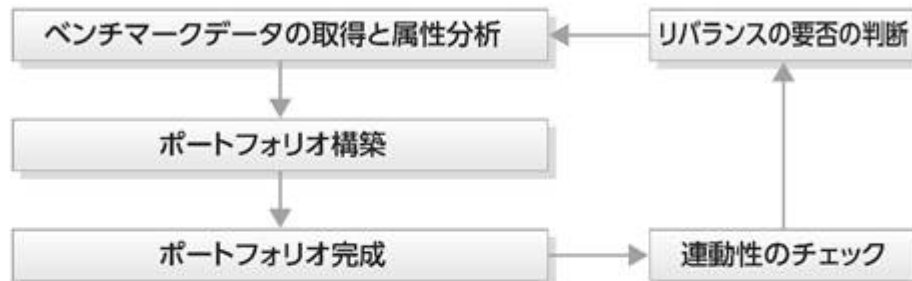 ベンチマークデータの取得と属性分析
リバランスの要否の判断
ポートフォリオ構築
ポートフォリオ完成
連動性のチェック